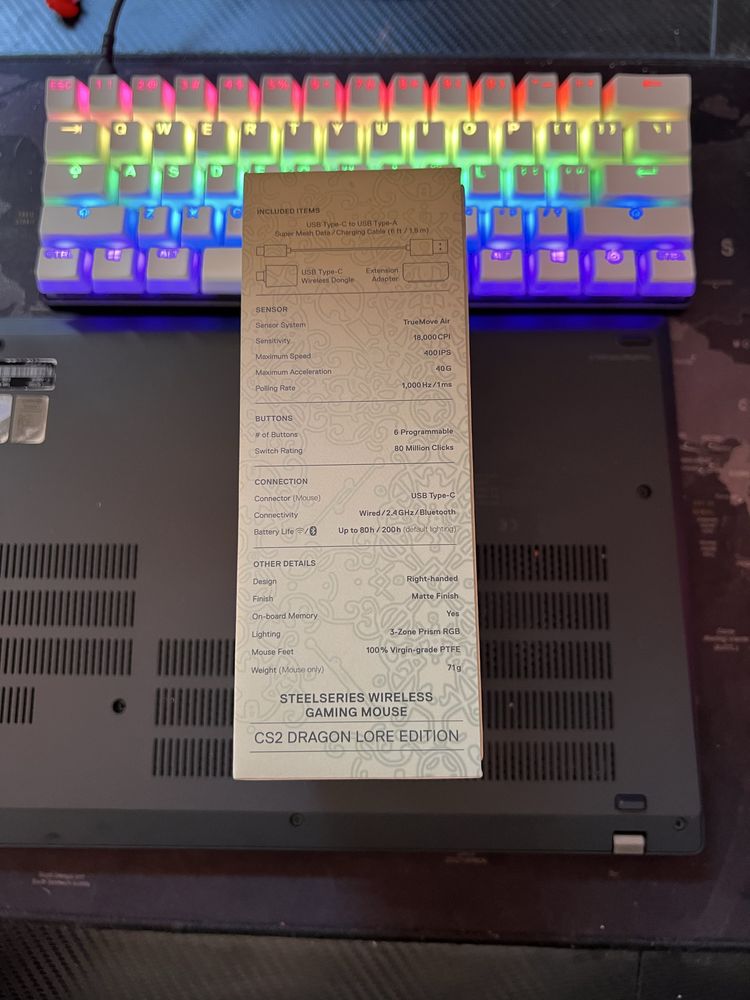 ESC
Q W E R T Y U I O P
A S D
Z X
INCLUDED ITEMS
USB Type-C to USB Type-A
Super Mesh Data / Charging Cable (6 ft / 1.8 m)
USB Type-C Wireless Dongle
Extension Adapter
SENSOR
Sensor System TrueMove Air
Sensitivity 18,000 CPI
Maximum Speed 400 IPS
Maximum Acceleration 40 G
Polling Rate 1,000 Hz / 1 ms
BUTTONS
# of Buttons 6 Programmable
Switch Rating 80 Million Clicks
CONNECTION
Connector (Mouse) USB Type-C
Connectivity Wired / 2.4 GHz / Bluetooth
Battery Life / Up to 80h / 200h (default lighting)
OTHER DETAILS
Design Right-handed
Finish Matte Finish
On-board Memory Yes
Lighting 3-Zone Prism RGB
Mouse Feet 100% Virgin-grade PTFE
Weight (Mouse only) 71 g
STEELSERIES WIRELESS
GAMING MOUSE
CS2 DRAGON LORE EDITION